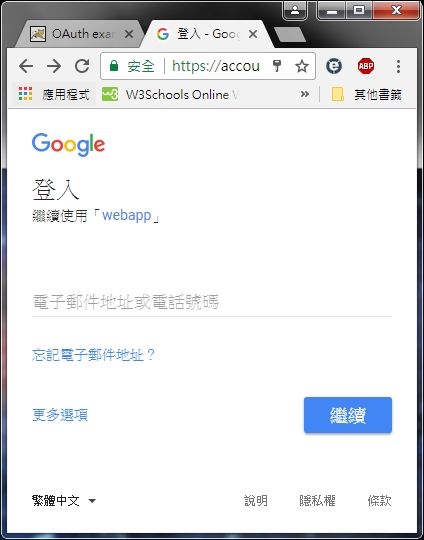 OAuth exa
登入 - Goo
安全
https://accou
ABP
應用程式
w3
W3Schools Online
其他書籤
Google
登入
繼續使用「webapp」
電子郵件地址或電話號碼
忘記電子郵件地址？
更多選項
繼續
繁體中文
說明
隱私權
條款